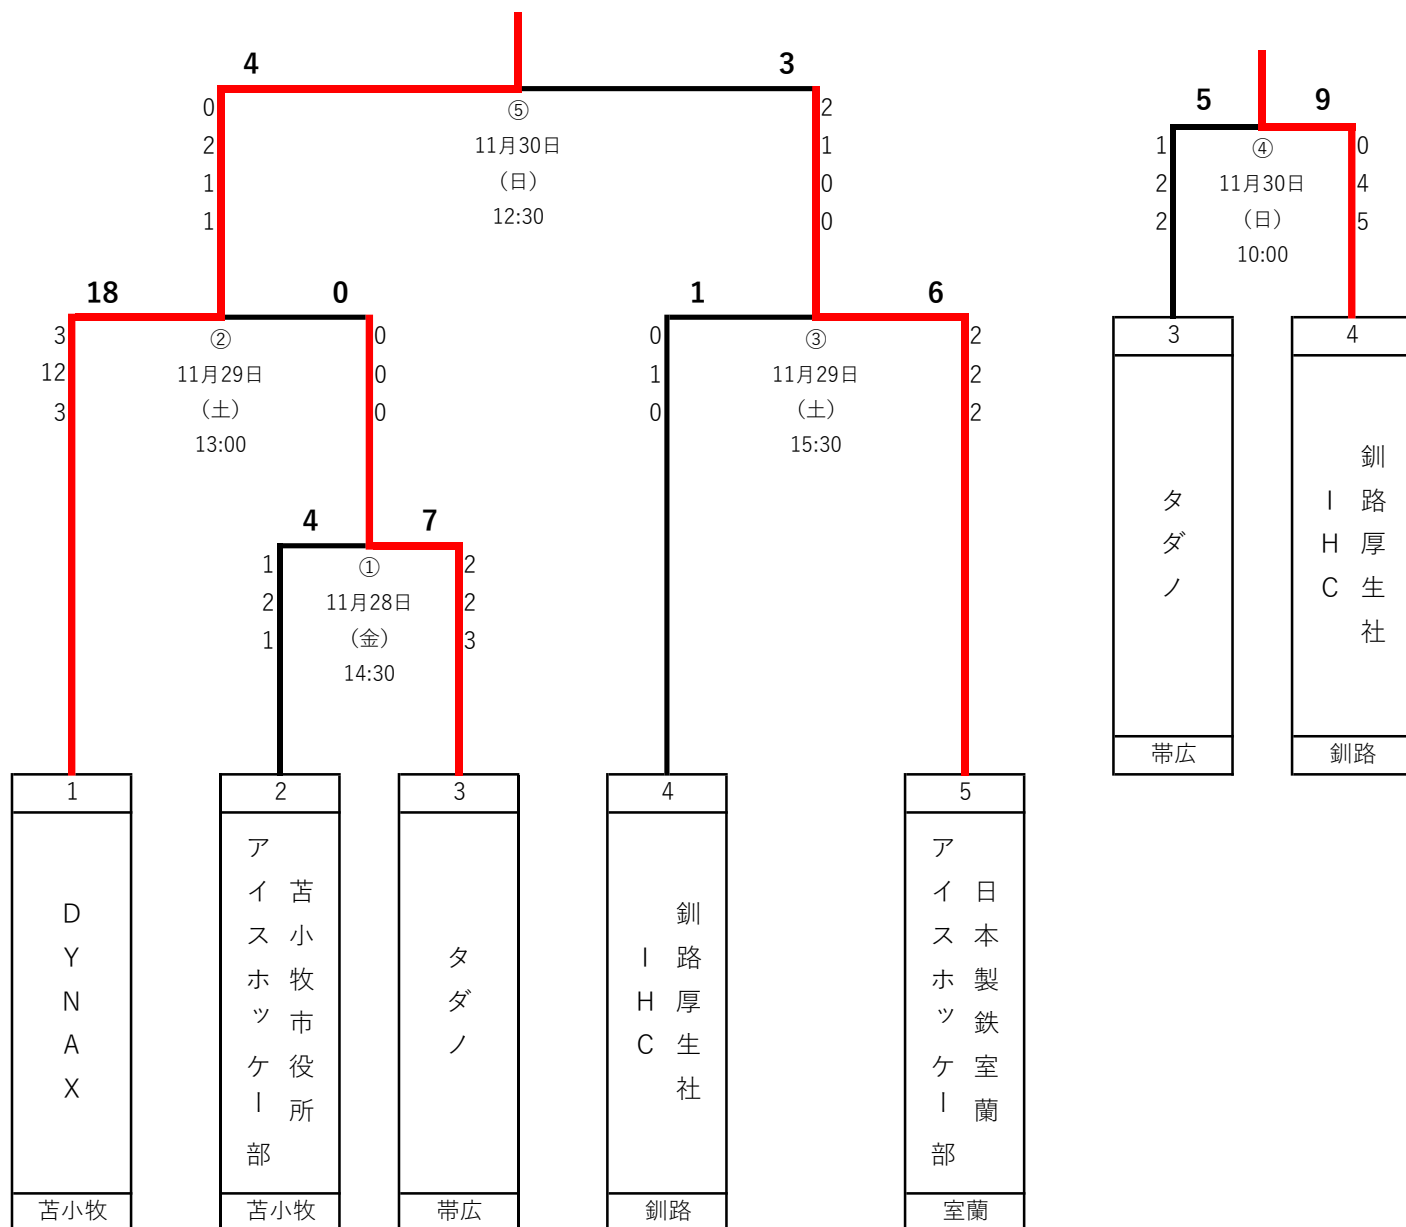 4 3
0 2
2 1
1 0
1 0
⑤
11月30日
（日）
12:30
18 0
3 0
12 0
3 0
②
11月29日
（土）
13:00
1 6
0 2
1 2
0 2
③
11月29日
（土）
15:30
4 7
1 2
2 2
1 3
①
11月28日
（金）
14:30
1
DYNAX
苫小牧
2
苫小牧市役所
アイスホッケー部
苫小牧
3
タダノ
帯広
4
釧路厚生社
IHC
釧路
5
日本製鉄室蘭
アイスホッケー部
室蘭
5 9
1 0
2 4
2 5
④
11月30日
（日）
10:00
3
タダノ
帯広
4
釧路厚生社
IHC
釧路